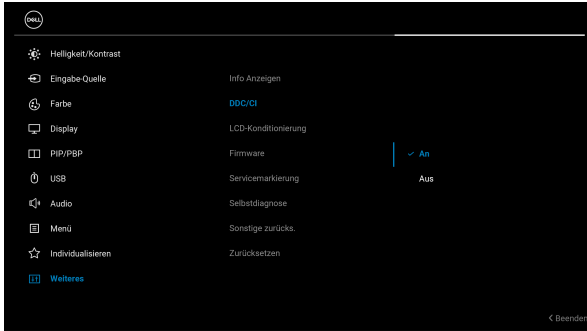 DELL
Helligkeit/Kontrast
Eingabe-Quelle
Farbe
Display
PIP/PBP
USB
Audio
Menü
Individualisieren
Weiteres
Info Anzeigen
DDC/CI
LCD-Konditionierung
Firmware
Servicemarkierung
Selbstdiagnose
Sonstige zurücks.
Zurücksetzen
An
Aus
Beenden